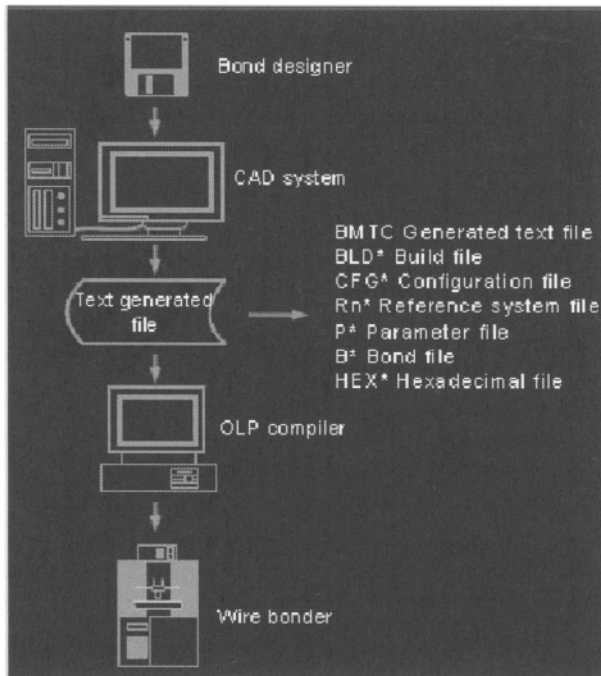 Bond designer
CAD system
Text generated
file
BMTC Generated text file
BLD* Build file
CFG* Configuration file
Rn* Reference system file
P* Parameter file
B* Bond file
HEX* Hexadecimal file
OLP compiler
Wire bonder